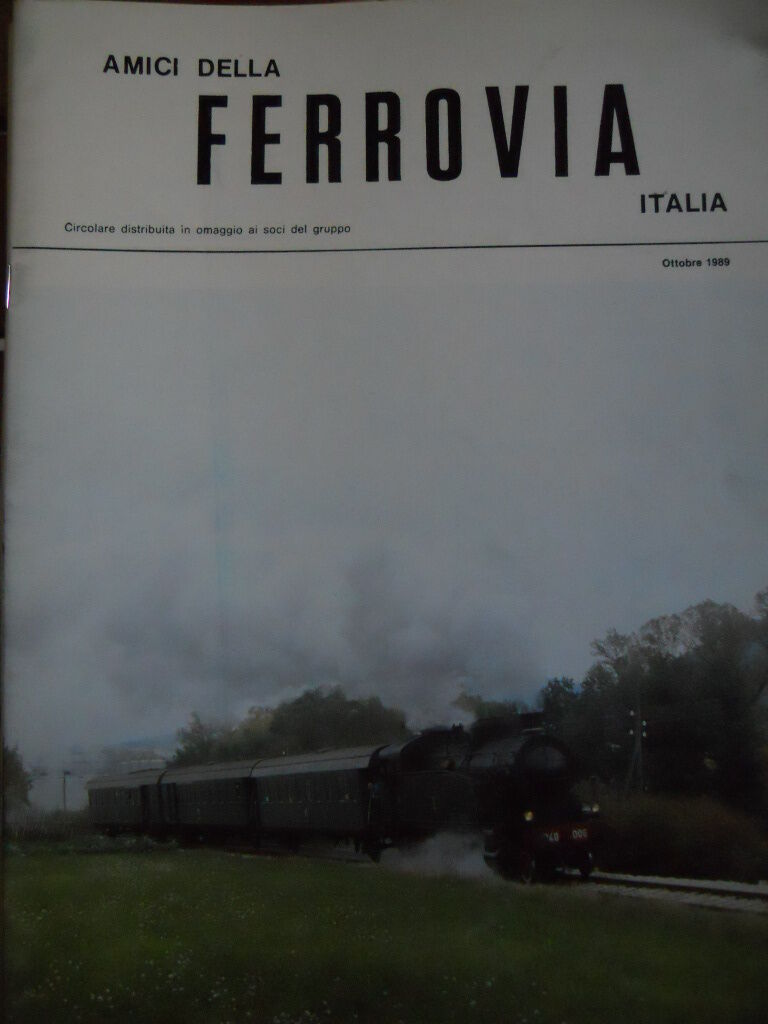 AMICI DELLA
FERROVIA
ITALIA
Circolare distribuita in omaggio ai soci del gruppo
Ottobre 1989